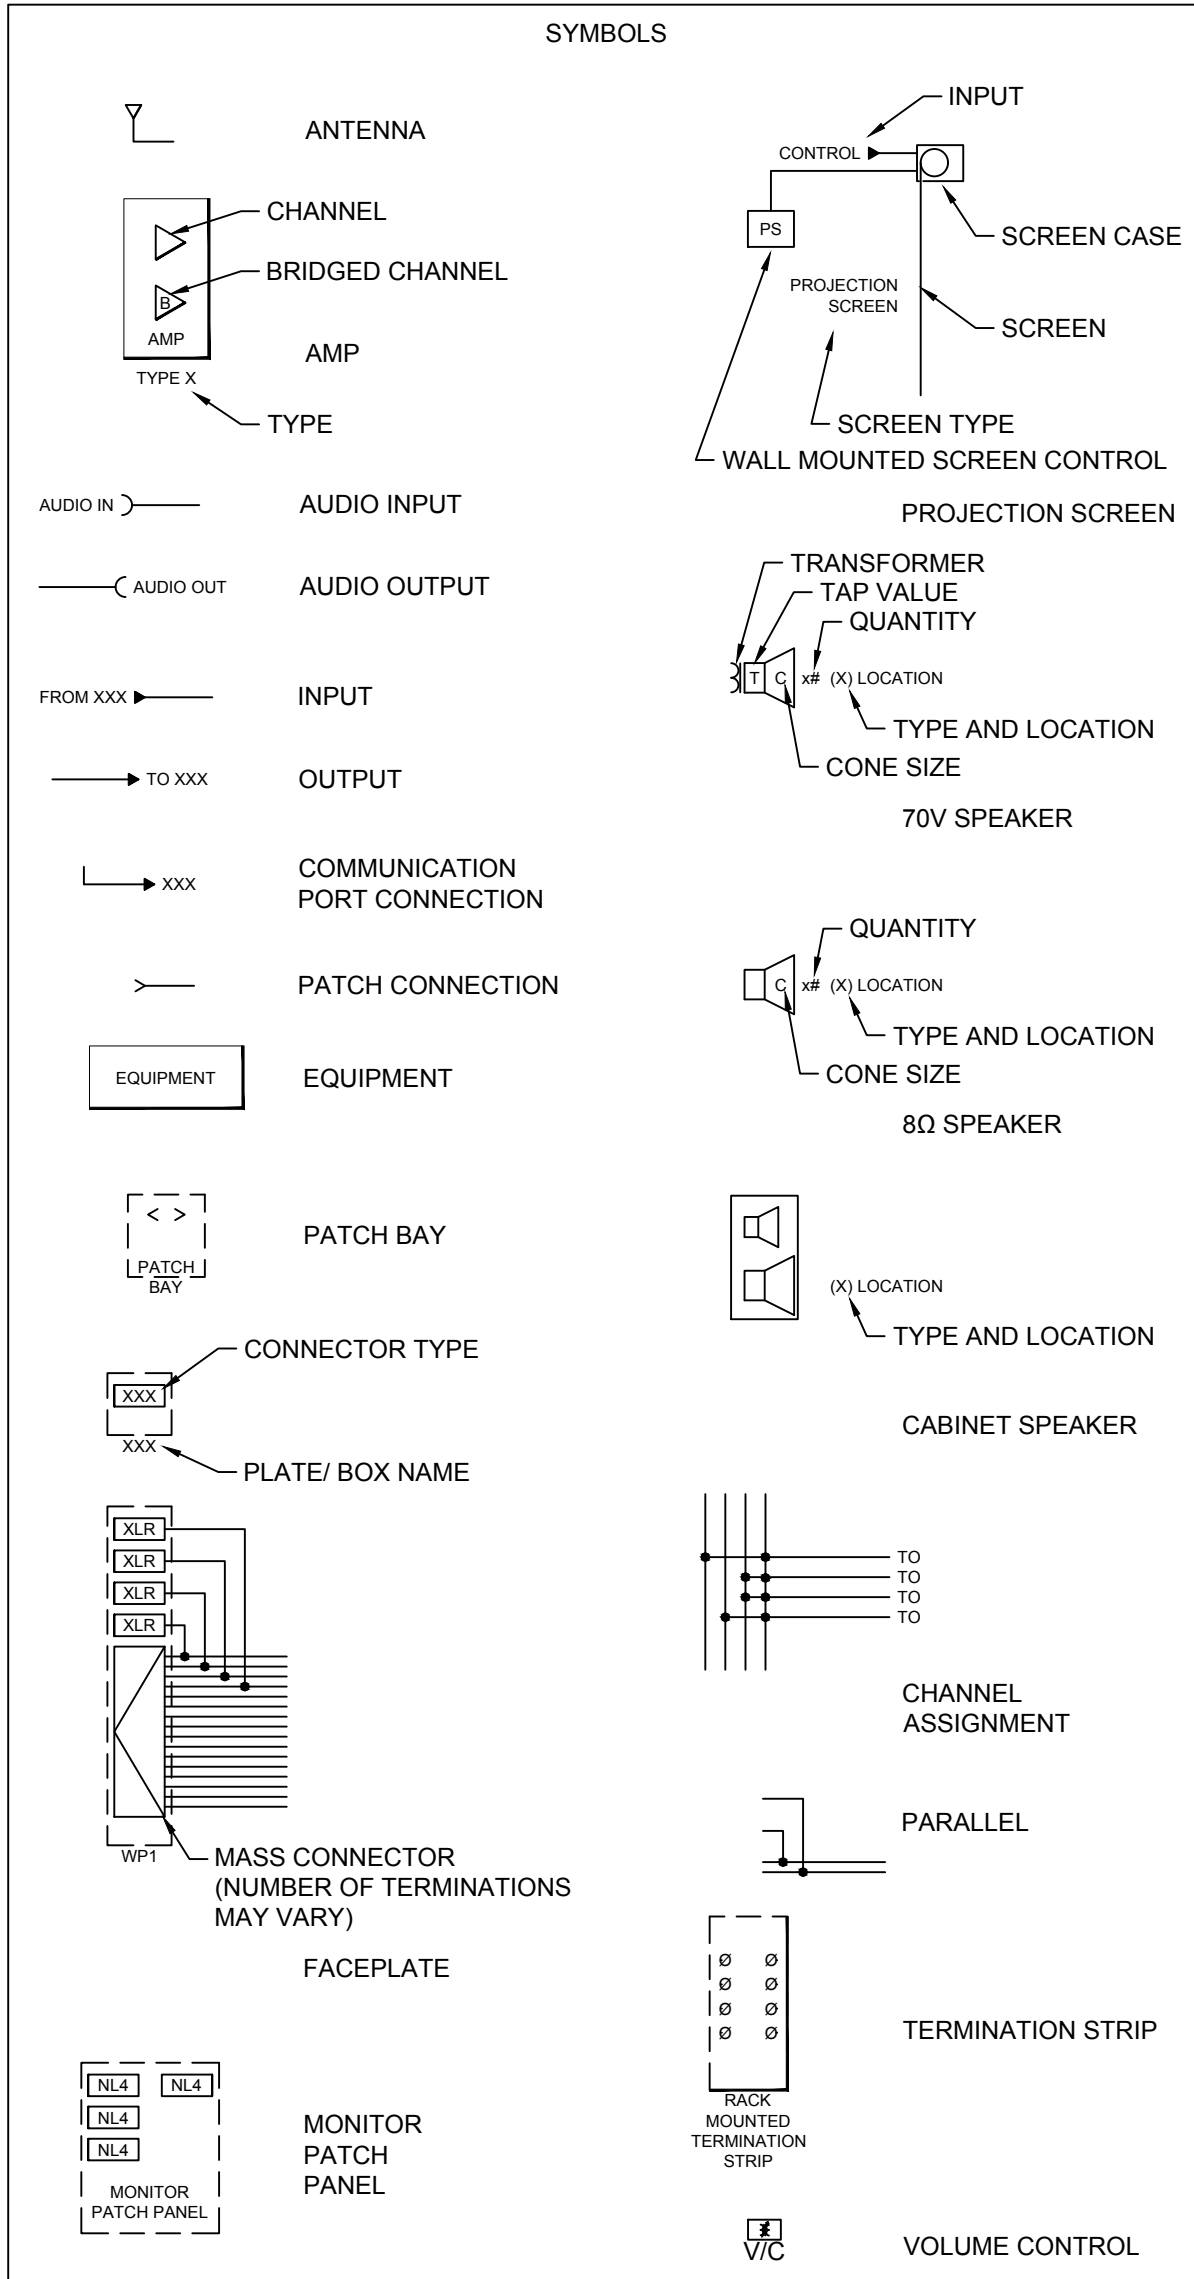 SYMBOLS
ANTENNA
CHANNEL
BRIDGED CHANNEL
B
AMP
AMP
TYPE X
TYPE
AUDIO IN
AUDIO INPUT
AUDIO OUT
AUDIO OUTPUT
FROM XXX
INPUT
TO XXX
OUTPUT
XXX
COMMUNICATION
PORT CONNECTION
PATCH CONNECTION
EQUIPMENT
EQUIPMENT
< >
PATCH
BAY
PATCH BAY
CONNECTOR TYPE
XXX
XXX
PLATE/ BOX NAME
XLR
XLR
XLR
XLR
WP1
MASS CONNECTOR
(NUMBER OF TERMINATIONS
MAY VARY)
FACEPLATE
NL4 NL4
NL4
NL4
MONITOR
PATCH PANEL
MONITOR
PATCH
PANEL
INPUT
CONTROL
PS
SCREEN CASE
PROJECTION
SCREEN
SCREEN
SCREEN TYPE
WALL MOUNTED SCREEN CONTROL
PROJECTION SCREEN
TRANSFORMER
TAP VALUE
QUANTITY
T C x# (X) LOCATION
TYPE AND LOCATION
CONE SIZE
70V SPEAKER
QUANTITY
C x# (X) LOCATION
TYPE AND LOCATION
CONE SIZE
8Ω SPEAKER
(X) LOCATION
TYPE AND LOCATION
CABINET SPEAKER
TO
TO
TO
TO
CHANNEL
ASSIGNMENT
PARALLEL
Ø Ø
Ø Ø
Ø Ø
Ø Ø
TERMINATION STRIP
RACK
MOUNTED
TERMINATION
STRIP
V/C
VOLUME CONTROL